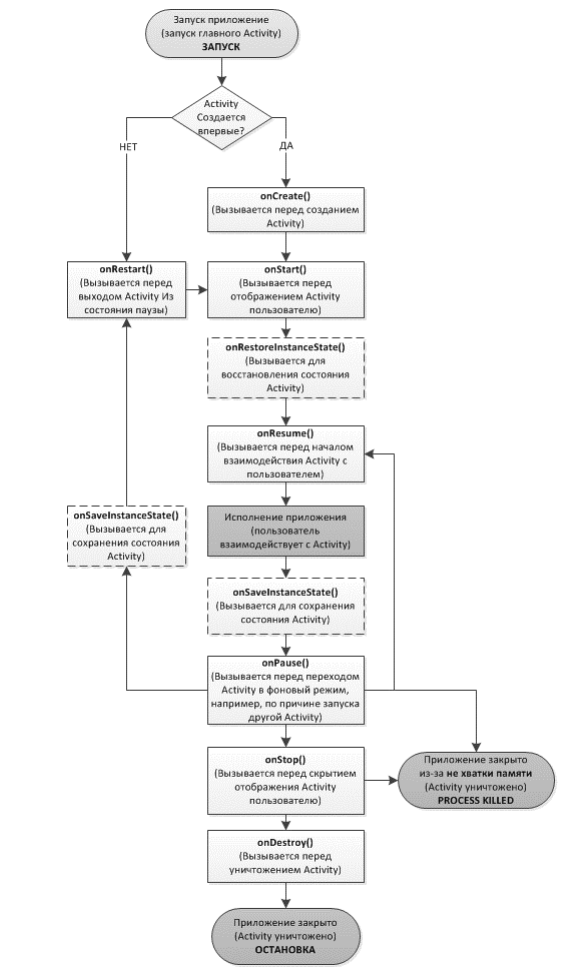 Запуск приложение
(запуск главного Activity)
ЗАПУСК
Activity
Создается
впервые?
НЕТ
ДА
onCreate()
(Вызывается перед созданием
Activity)
onRestart()
(Вызывается перед
выходом Activity Из
состояния паузы)
onStart()
(Вызывается перед
отображением Activity
пользователю)
onRestoreInstanceState()
(Вызывается для
восстановления состояния
Activity)
onResume()
(Вызывается перед началом
взаимодействия Activity с
пользователем)
onSaveInstanceState()
(Вызывается для
сохранения состояния
Activity)
Исполнение приложения
(пользователь
взаимодействует с Activity)
onSaveInstanceState()
(Вызывается для сохранения
состояния Activity)
onPause()
(Вызывается перед переходом
Activity в фоновый режим,
например, по причине запуска
другой Activity)
onStop()
(Вызывается перед скрытием
отображения Activity
пользователю)
Приложение закрыто
из-за не хватки памяти
(Activity уничтожено)
PROCESS KILLED
onDestroy()
(Вызывается перед
уничтожением Activity)
Приложение закрыто
(Activity уничтожено)
ОСТАНОВКА